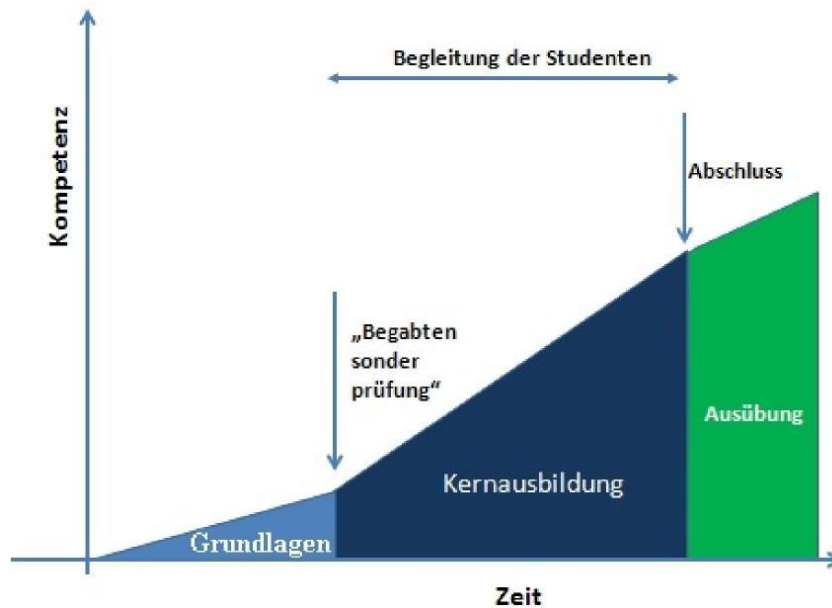 Begleitung der Studenten
Kompetenz
Abschluss
„Begabten
sonder
prüfung“
Ausübung
Kernausbildung
Grundlagen
Zeit